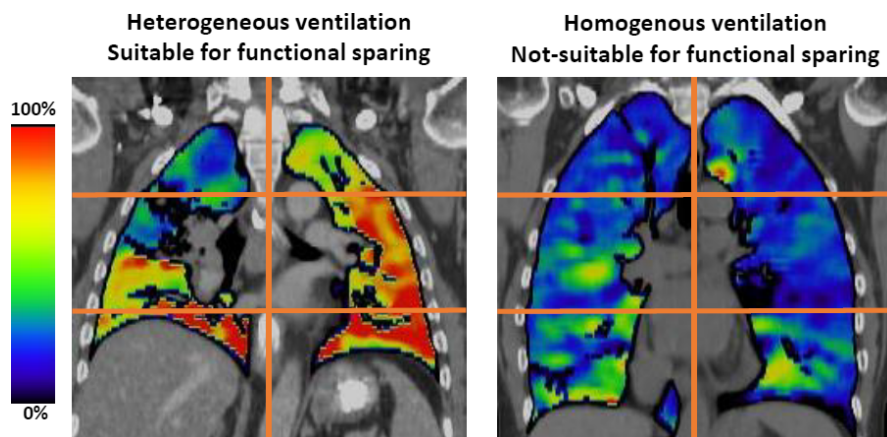 Heterogeneous ventilation
Suitable for functional sparing
Homogenous ventilation
Not-suitable for functional sparing
100%
0%